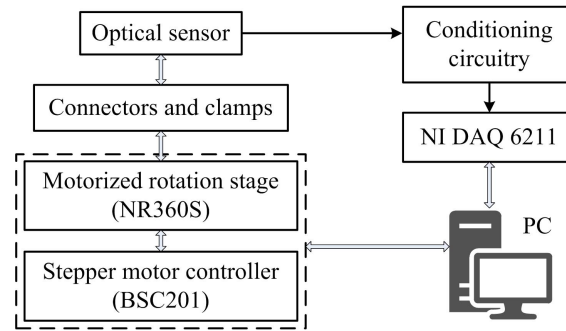 Optical sensor
Conditioning
circuitry
Connectors and clamps
NI DAQ 6211
Motorized rotation stage
(NR360S)
PC
Stepper motor controller
(BSC201)